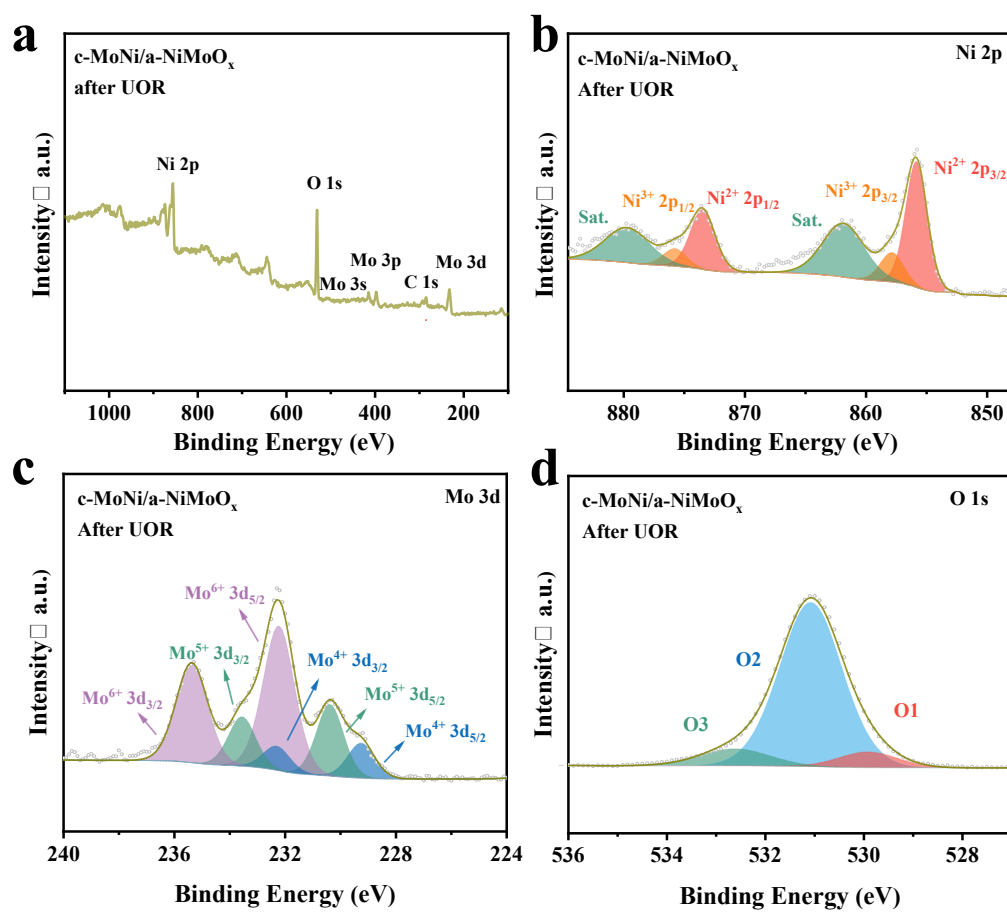 a
c-MoNi/a-NiMoOₓ
after UOR
Ni 2p
O 1s
Mo 3s
Mo 3p
C 1s
Mo 3d
Intensity□ a.u.)
1000 800 600 400 200
Binding Energy (eV)
b
c-MoNi/a-NiMoOₓ
After UOR
Ni 2p
Sat.
Ni³⁺ 2p₁/₂
Ni²⁺ 2p₁/₂
Sat.
Ni³⁺ 2p₃/₂
Ni²⁺ 2p₃/₂
Intensity□ a.u.)
880 870 860 850
Binding Energy (eV)
c
c-MoNi/a-NiMoOₓ
After UOR
Mo 3d
Mo⁶⁺ 3d₃/₂
Mo⁵⁺ 3d₃/₂
Mo⁶⁺ 3d₅/₂
Mo⁴⁺ 3d₃/₂
Mo⁵⁺ 3d₅/₂
Mo⁴⁺ 3d₅/₂
Intensity□ a.u.)
240 236 232 228 224
Binding Energy (eV)
d
c-MoNi/a-NiMoOₓ
After UOR
O 1s
O3
O2
O1
Intensity□ a.u.)
536 534 532 530 528
Binding Energy (eV)